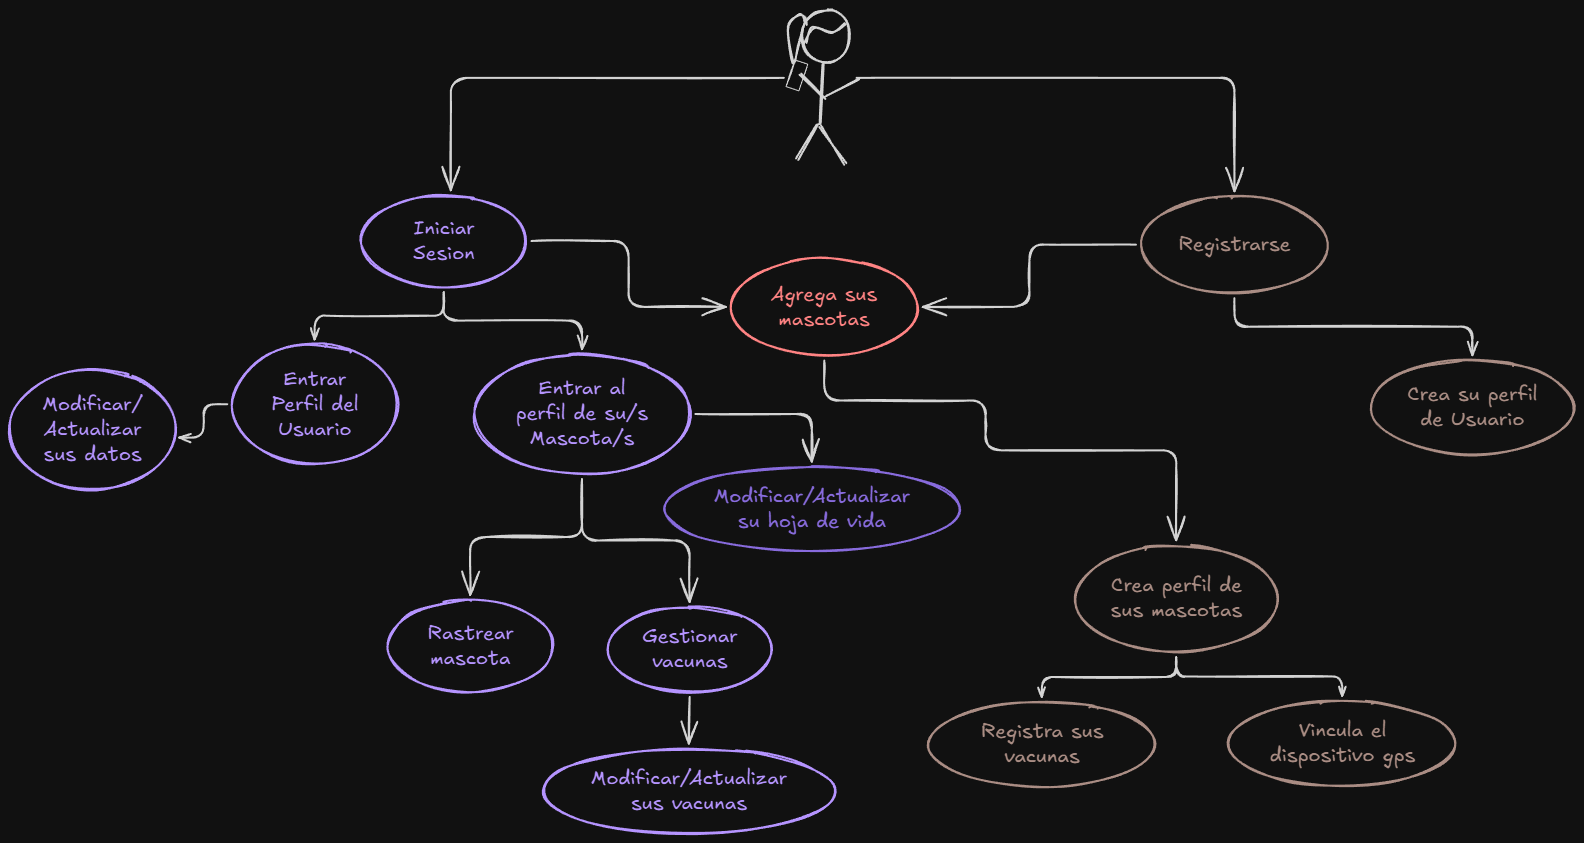 Iniciar
Sesion
Registrarse
Agrega sus
mascotas
Entrar
Perfil del
Usuario
Modificar/
Actualizar
sus datos
Entrar al
perfil de su/s
Mascota/s
Crea su perfil
de Usuario
Modificar/Actualizar
su hoja de vida
Crea perfil de
sus mascotas
Rastrear
mascota
Gestionar
vacunas
Registra sus
vacunas
Vincula el
dispositivo gps
Modificar/Actualizar
sus vacunas